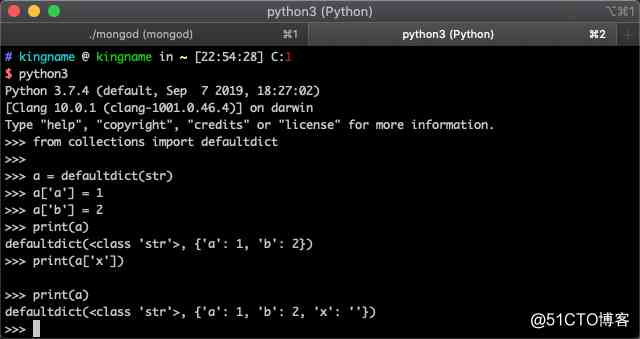 python3 (Python)
⌥⌘1
./mongod (mongod) ⌘1 python3 (Python) ⌘2 +
# kingname @ kingname in ~ [22:54:28] C:1
$ python3
Python 3.7.4 (default, Sep  7 2019, 18:27:02)
[Clang 10.0.1 (clang-1001.0.46.4)] on darwin
Type "help", "copyright", "credits" or "license" for more information.
>>> from collections import defaultdict
>>>
>>> a = defaultdict(str)
>>> a['a'] = 1
>>> a['b'] = 2
>>> print(a)
defaultdict(<class 'str'>, {'a': 1, 'b': 2})
>>> print(a['x'])

>>> print(a)
defaultdict(<class 'str'>, {'a': 1, 'b': 2, 'x': ''})
>>>
@51CTO博客